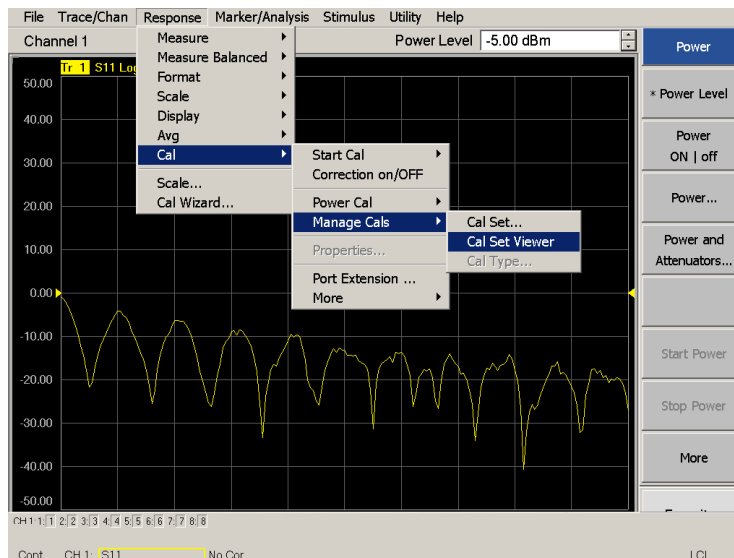 File Trace/Chan Response Marker/Analysis Stimulus Utility Help
Channel 1
Power Level -5.00 dBm
Tr 1 S11
Measure
Measure Balanced
Format
Scale
Display
Avg
Cal
Scale...
Cal Wizard...
Start Cal
Correction on/OFF
Power Cal
Manage Cals
Properties...
Port Extension ...
More
Cal Set...
Cal Set Viewer
Cal Type...
50.00
40.00
30.00
20.00
10.00
0.00
-10.00
-20.00
-30.00
-40.00
-50.00
Power
* Power Level
Power
ON | off
Power...
Power and
Attenuators...
Start Power
Stop Power
More
CH 1: 1: 1 2: 2 3: 3 4: 4 5: 5 6: 6 7: 7 8: 8
Cont. CH 1: S11 No Cor LCL